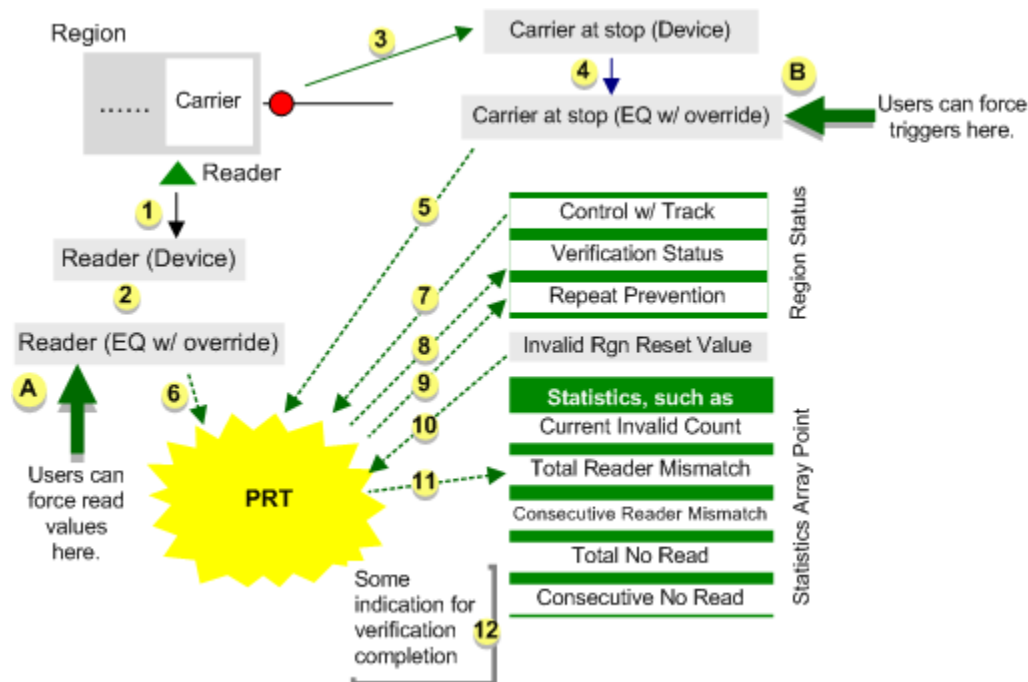 Region
......
Carrier
Reader
1
Reader (Device)
2
Reader (EQ w/ override)
A
Users can
force read
values
here.
3
Carrier at stop (Device)
4
B
Carrier at stop (EQ w/ override)
Users can force
triggers here.
5
6
7
8
9
10
11
PRT
Control w/ Track
Verification Status
Repeat Prevention
Region Status
Invalid Rgn Reset Value
Statistics, such as
Current Invalid Count
Total Reader Mismatch
Consecutive Reader Mismatch
Total No Read
Consecutive No Read
Statistics Array Point
Some
indication for
verification
completion
12